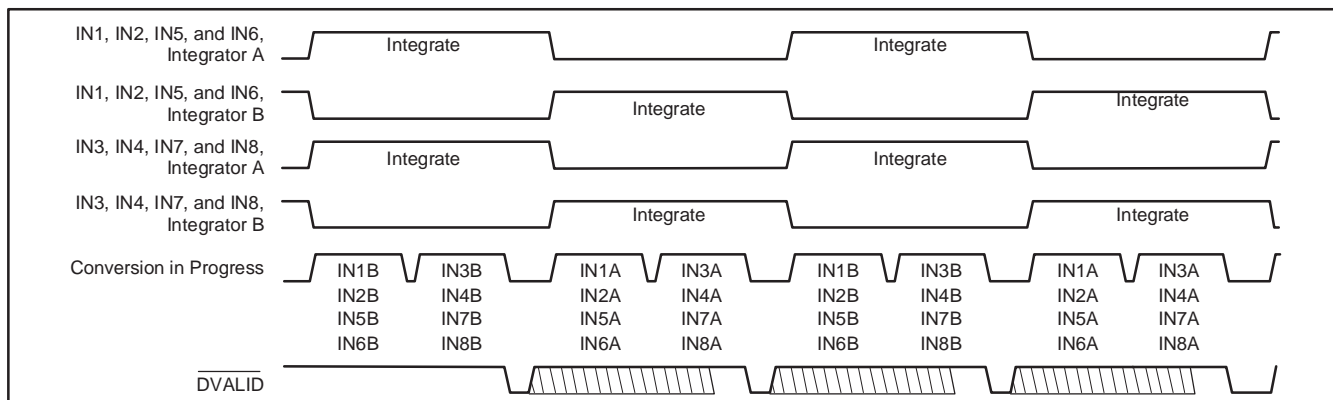 IN1, IN2, IN5, and IN6,
Integrator A
Integrate
Integrate
IN1, IN2, IN5, and IN6,
Integrator B
Integrate
Integrate
IN3, IN4, IN7, and IN8,
Integrator A
Integrate
Integrate
IN3, IN4, IN7, and IN8,
Integrator B
Integrate
Integrate
Conversion in Progress
IN1B IN3B IN1A IN3A IN1B IN3B IN1A IN3A
IN2B IN4B IN2A IN4A IN2B IN4B IN2A IN4A
IN5B IN7B IN5A IN7A IN5B IN7B IN5A IN7A
IN6B IN8B IN6A IN8A IN6B IN8B IN6A IN8A
DVALID